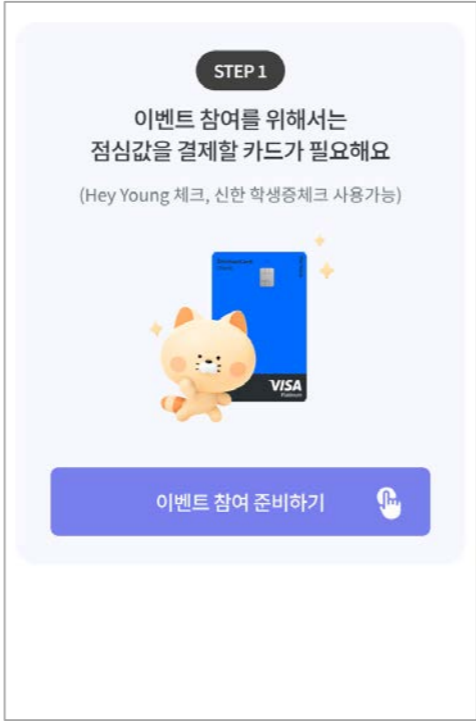 STEP 1
이벤트 참여를 위해서는
점심값을 결제할 카드가 필요해요
(Hey Young 체크, 신한 학생증체크 사용가능)
VISA
Platinum
이벤트 참여 준비하기